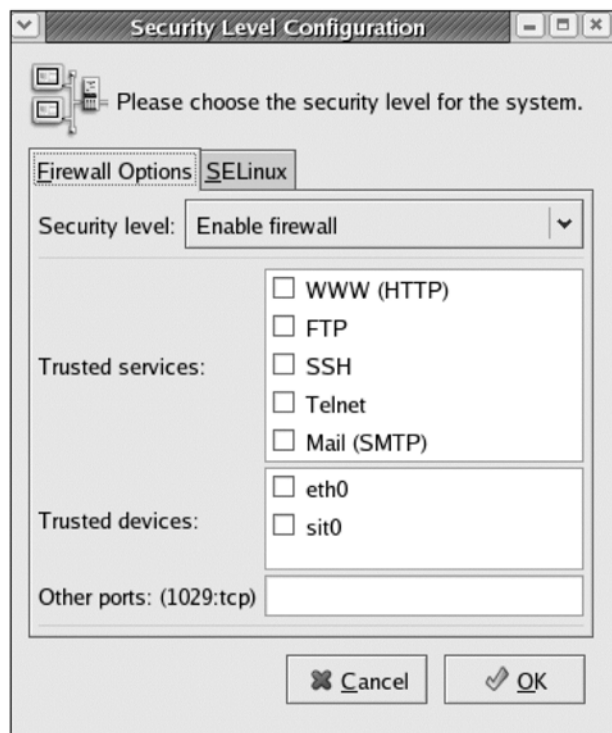 Security Level Configuration
Please choose the security level for the system.
Firewall Options
SELinux
Security level: Enable firewall
Trusted services:
WWW (HTTP)
FTP
SSH
Telnet
Mail (SMTP)
Trusted devices:
eth0
sit0
Other ports: (1029:tcp)
Cancel
OK